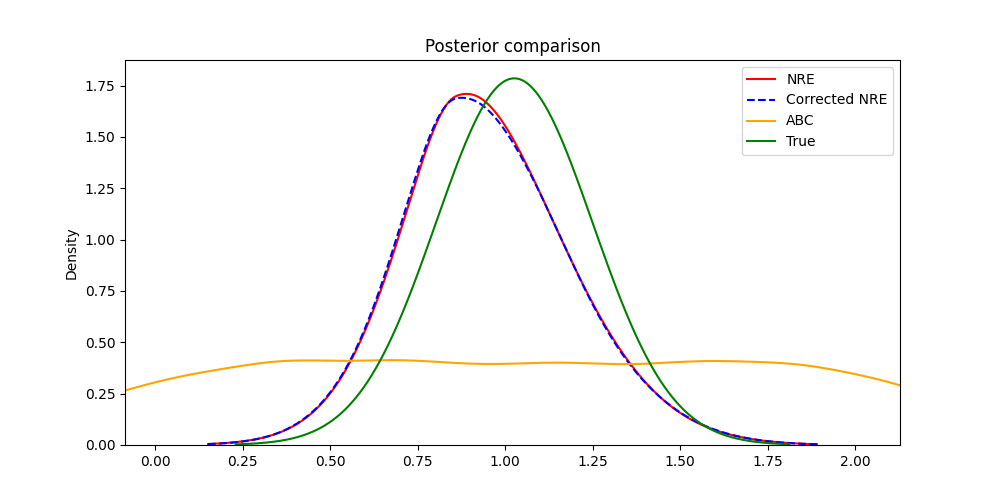 Posterior comparison
NRE
Corrected NRE
ABC
True
Density
1.75
1.50
1.25
1.00
0.75
0.50
0.25
0.00
0.00 0.25 0.50 0.75 1.00 1.25 1.50 1.75 2.00